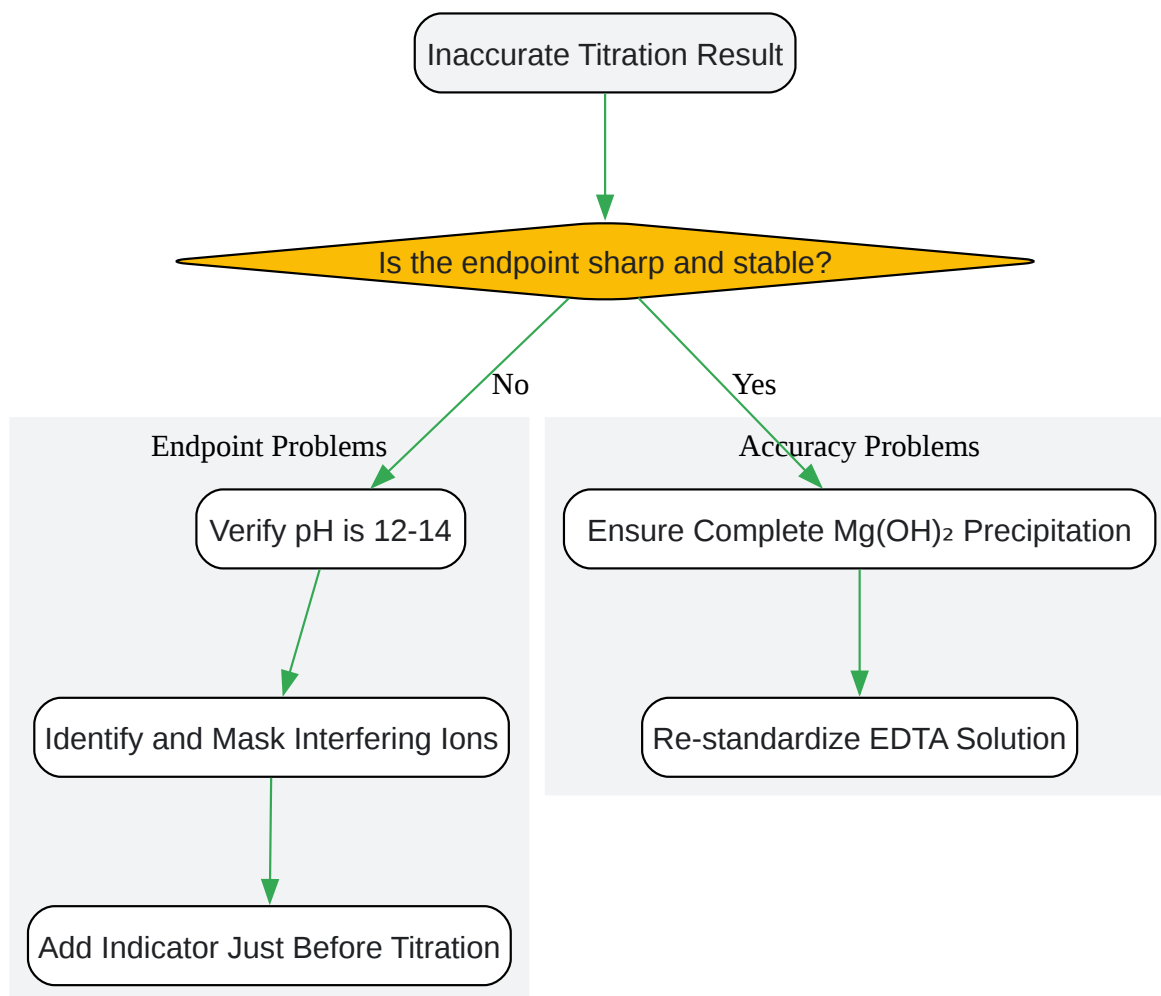 Inaccurate Titration Result
Is the endpoint sharp and stable?
No
Yes
Endpoint Problems
Accuracy Problems
Verify pH is 12-14
Ensure Complete Mg(OH)₂ Precipitation
Identify and Mask Interfering Ions
Re-standardize EDTA Solution
Add Indicator Just Before Titration